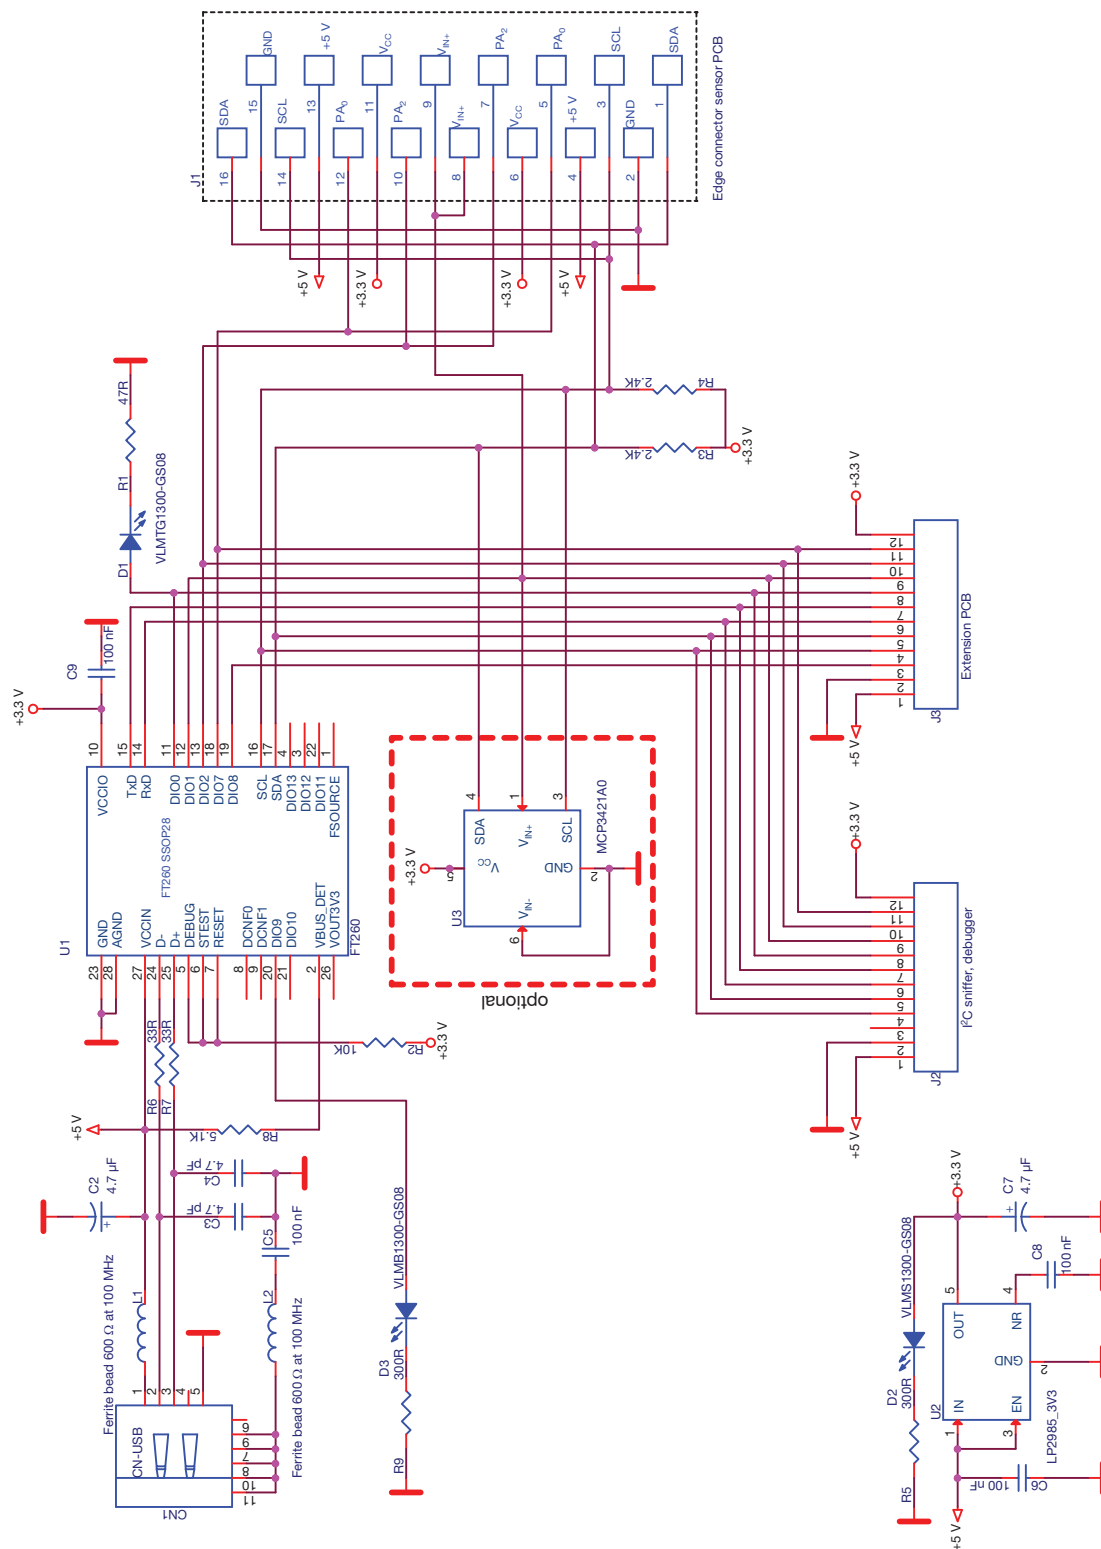 J1
Edge connector sensor PCB
GND
+5 V
VCC
VIN+
PA2
PA0
SCL
SDA
15
13
11
9
7
5
3
1
SDA
SCL
PA0
PA2
VIN+
VCC
+5 V
GND
16
14
12
10
8
6
4
2
+5 V
+3.3 V
+3.3 V
+5 V
47R
R1
VLMTG1300-GS08
D1
C9
100 nF
+3.3 V
2.4K
R4
2.4K
R3
+3.3 V
U1
FT260 SSOP28
FT260
10
15
14
11
12
13
18
19
16
17
4
3
22
1
VCCIO
TxD
RxD
DIO0
DIO1
DIO2
DIO7
DIO8
SCL
SDA
DIO13
DIO12
DIO11
FSOURCE
GND
AGND
VCCIN
D-
D+
DEBUG
STEST
RESET
DCNF0
DCNF1
DIO9
DIO10
VBUS_DET
VOUT3V3
23
28
27
24
25
5
6
7
8
9
20
21
2
26
optional
U3
MCP3421A0
SDA
VIN+
SCL
VCC
GND
VIN-
4
1
3
5
2
6
+3.3 V
J3
Extension PCB
12
11
10
9
8
7
6
5
4
3
2
1
+3.3 V
+5 V
J2
I²C sniffer, debugger
12
11
10
9
8
7
6
5
4
3
2
1
+3.3 V
+5 V
33R
33R
R6
R7
10K
R2
+3.3 V
+5 V
5.1K
R8
C2
4.7 µF
4.7 pF
C4
4.7 pF
C3
C5
100 nF
L1
Ferrite bead 600 Ω at 100 MHz
L2
Ferrite bead 600 Ω at 100 MHz
CN-USB
CN1
1
2
3
4
5
6
9
7
8
10
11
VLMB1300-GS08
D3
300R
R9
VLMS1300-GS08
D2
300R
R5
U2
LP2985_3V3
OUT
NR
GND
IN
EN
5
4
2
1
3
+3.3 V
C7
4.7 µF
C8
100 nF
100 nF
C6
+5 V